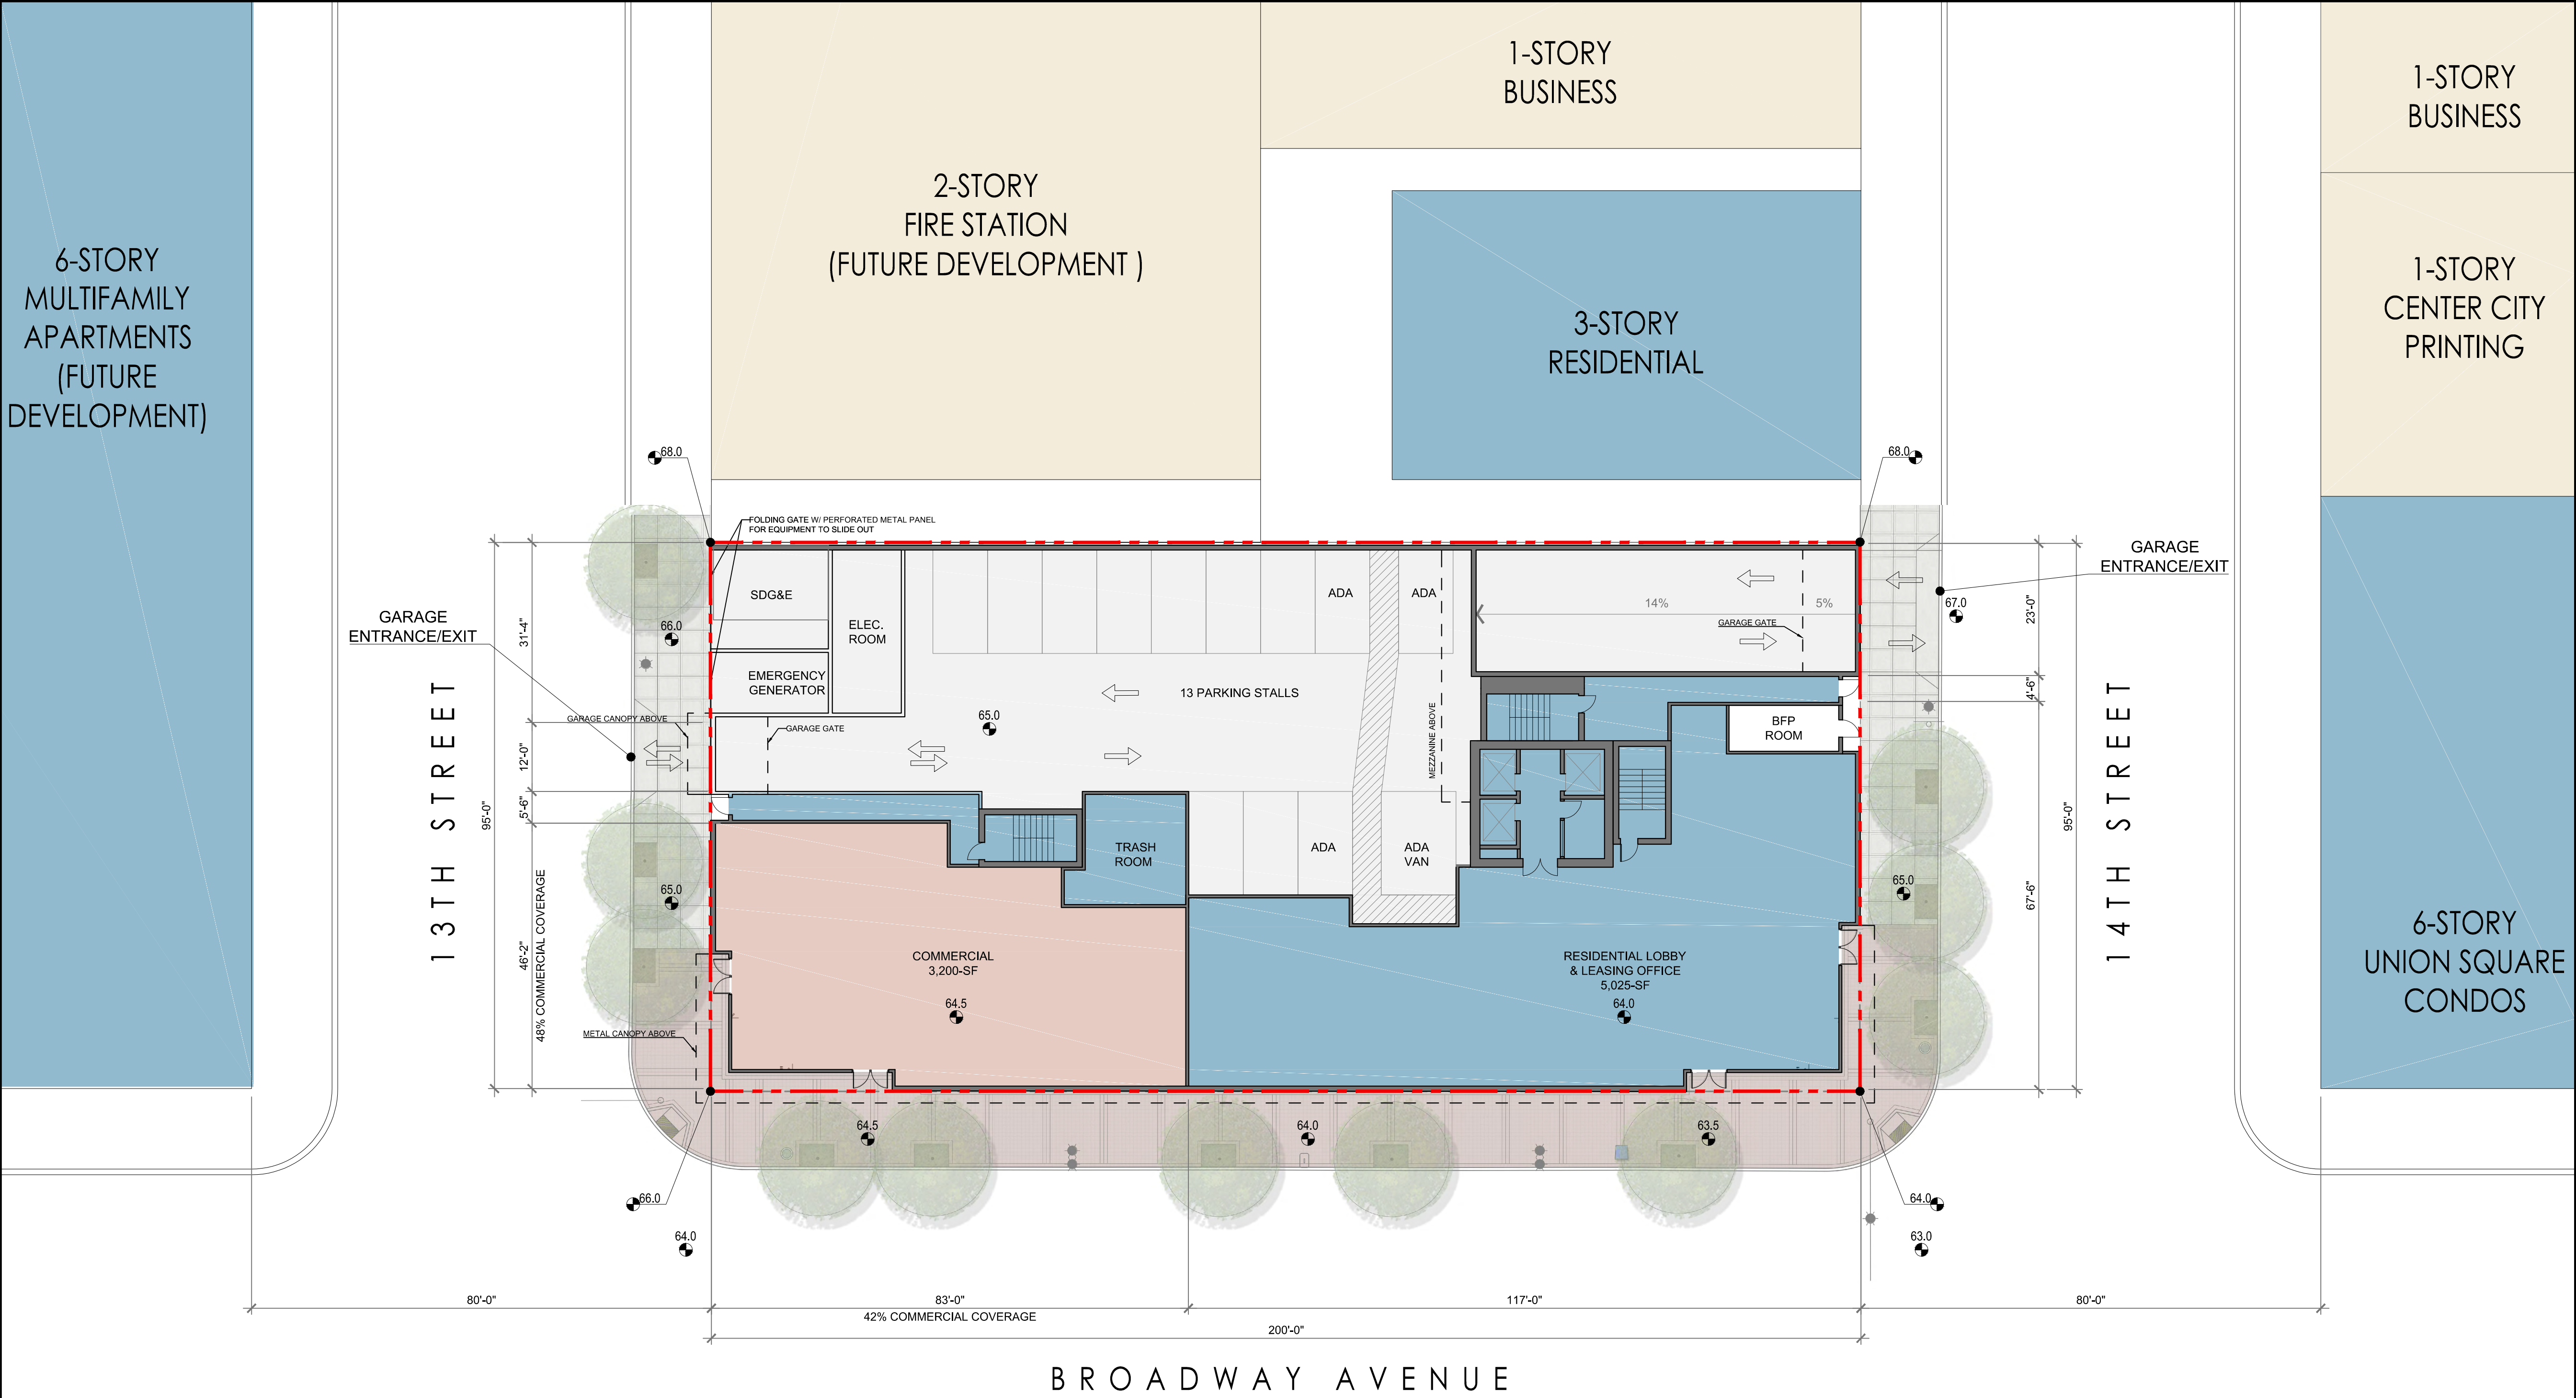 6-STORY
MULTIFAMILY
APARTMENTS
(FUTURE
DEVELOPMENT)
2-STORY
FIRE STATION
(FUTURE DEVELOPMENT )
1-STORY
BUSINESS
3-STORY
RESIDENTIAL
1-STORY
BUSINESS
1-STORY
CENTER CITY
PRINTING
6-STORY
UNION SQUARE
CONDOS
68.0
68.0
FOLDING GATE W/ PERFORATED METAL PANEL
FOR EQUIPMENT TO SLIDE OUT
GARAGE
ENTRANCE/EXIT
GARAGE
ENTRANCE/EXIT
67.0
66.0
SDG&E
ELEC.
ROOM
EMERGENCY
GENERATOR
ADA
ADA
14%
5%
GARAGE GATE
13 PARKING STALLS
65.0
GARAGE CANOPY ABOVE
GARAGE GATE
MEZZANINE ABOVE
BFP
ROOM
TRASH
ROOM
ADA
ADA
VAN
65.0
65.0
COMMERCIAL
3,200-SF
64.5
RESIDENTIAL LOBBY
& LEASING OFFICE
5,025-SF
64.0
METAL CANOPY ABOVE
13TH STREET
95'-0"
31'-4"
12'-0"
5'-6"
46'-2"
48% COMMERCIAL COVERAGE
23'-0"
4'-6"
67'-6"
95'-0"
14TH STREET
64.5
64.0
63.5
66.0
64.0
64.0
63.0
80'-0"
83'-0"
42% COMMERCIAL COVERAGE
117'-0"
80'-0"
200'-0"
BROADWAY AVENUE